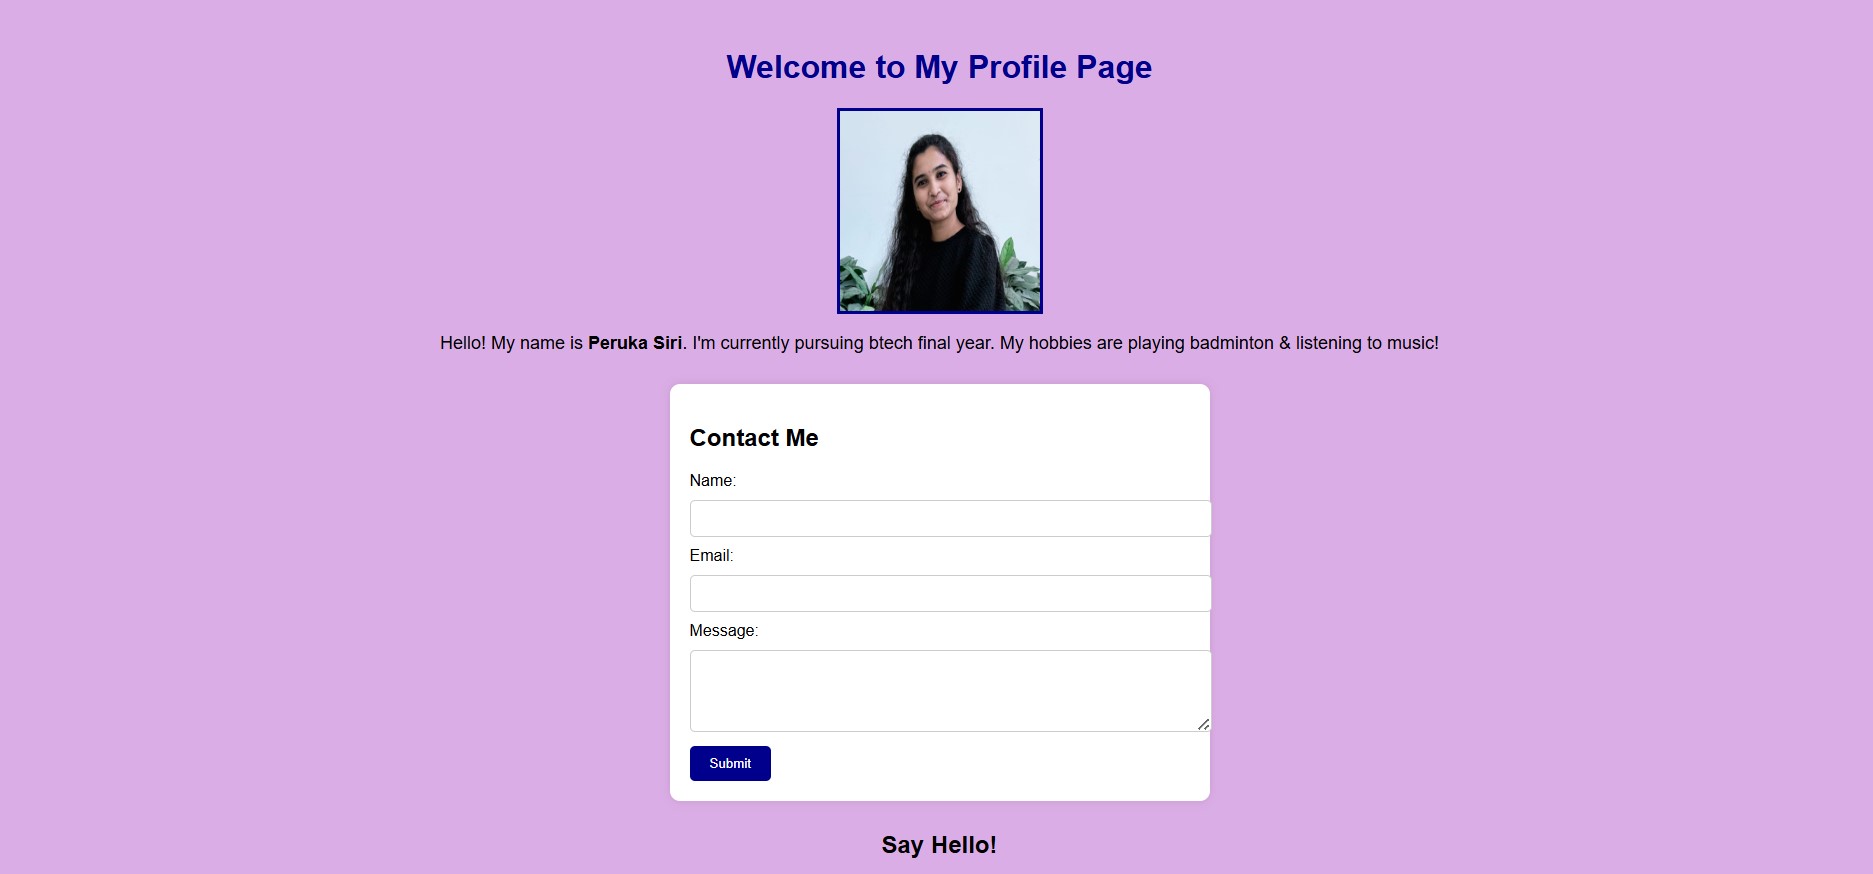 Welcome to My Profile Page
Hello! My name is Peruka Siri. I'm currently pursuing btech final year. My hobbies are playing badminton & listening to music!
Contact Me
Name:
Email:
Message:
Submit
Say Hello!